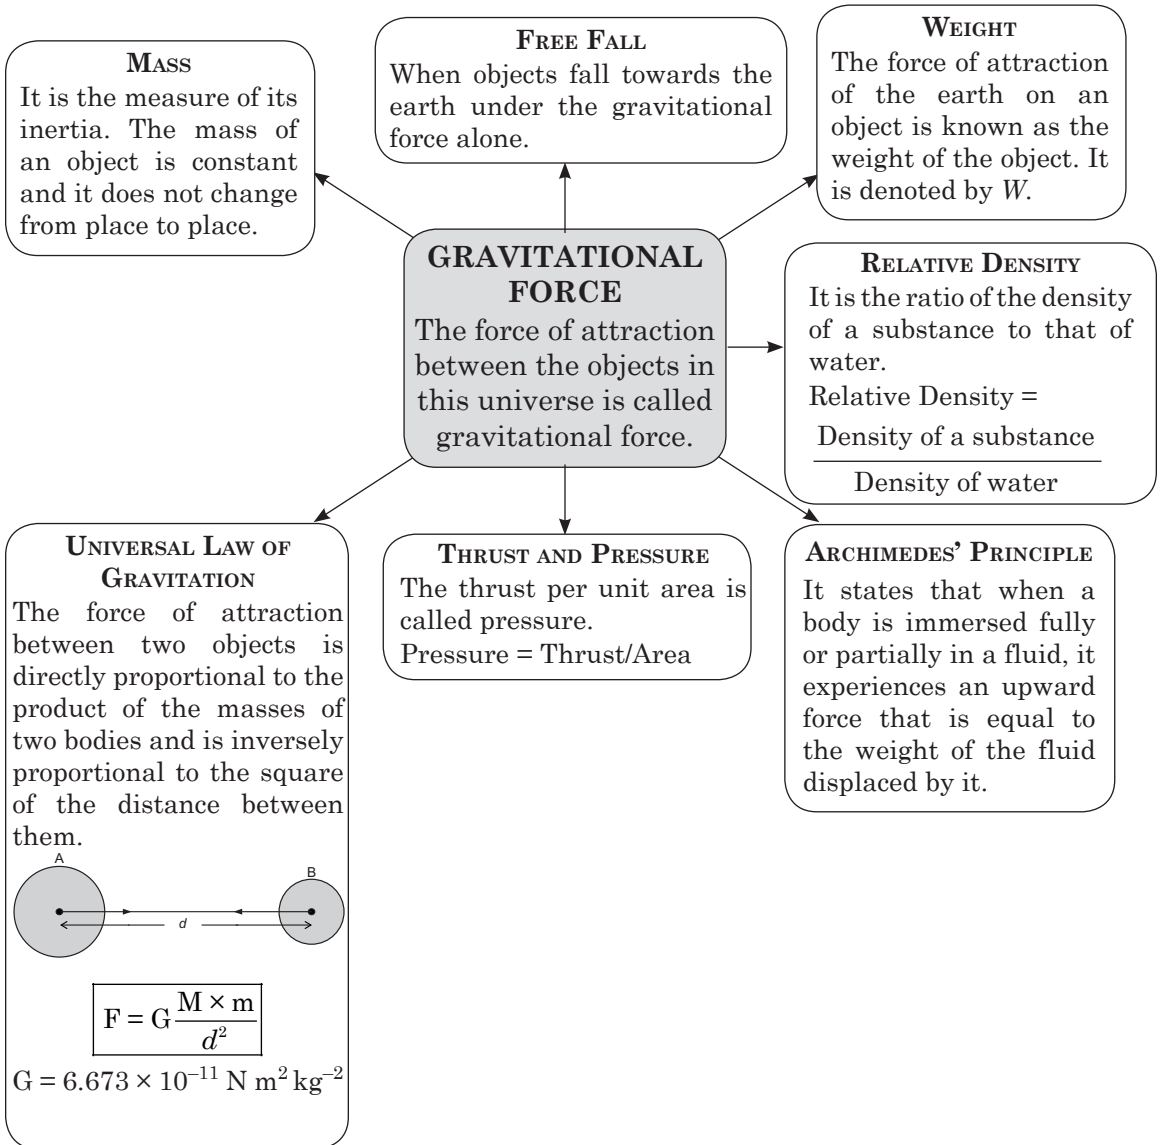 MASS
It is the measure of its
inertia. The mass of
an object is constant
and it does not change
from place to place.
FREE FALL
When objects fall towards the
earth under the gravitational
force alone.
WEIGHT
The force of attraction
of the earth on an
object is known as the
weight of the object. It
is denoted by W.
GRAVITATIONAL
FORCE
The force of attraction
between the objects in
this universe is called
gravitational force.
RELATIVE DENSITY
It is the ratio of the density
of a substance to that of
water.
Relative Density =
Density of a substance
Density of water
UNIVERSAL LAW OF
GRAVITATION
The force of attraction
between two objects is
directly proportional to the
product of the masses of
two bodies and is inversely
proportional to the square
of the distance between
them.
A
B
d
F = G M × m / d²
G = 6.673 × 10⁻¹¹ N m² kg⁻²
THRUST AND PRESSURE
The thrust per unit area is
called pressure.
Pressure = Thrust/Area
ARCHIMEDES’ PRINCIPLE
It states that when a
body is immersed fully
or partially in a fluid, it
experiences an upward
force that is equal to
the weight of the fluid
displaced by it.